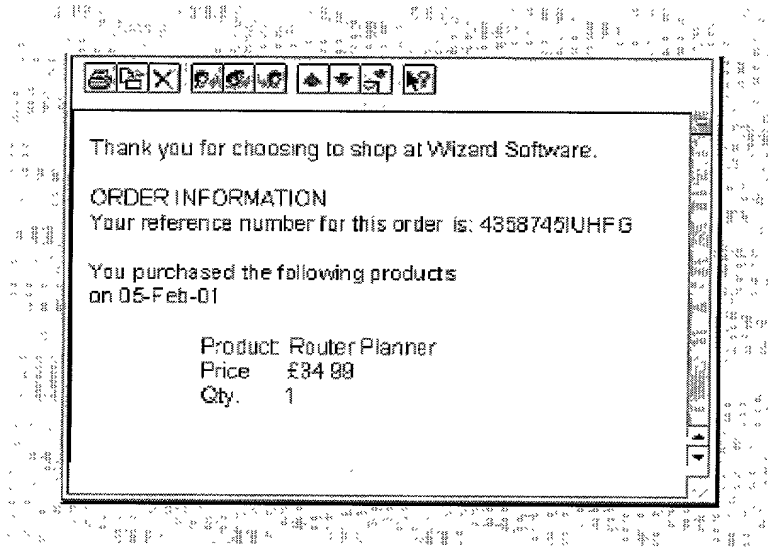 Thank you for choosing to shop at Wizard Software.
ORDER INFORMATION
Your reference number for this order is: 4358745IUHFG
You purchased the following products
on 05-Feb-01
Product: Router Planner
Price £34.99
Qty. 1